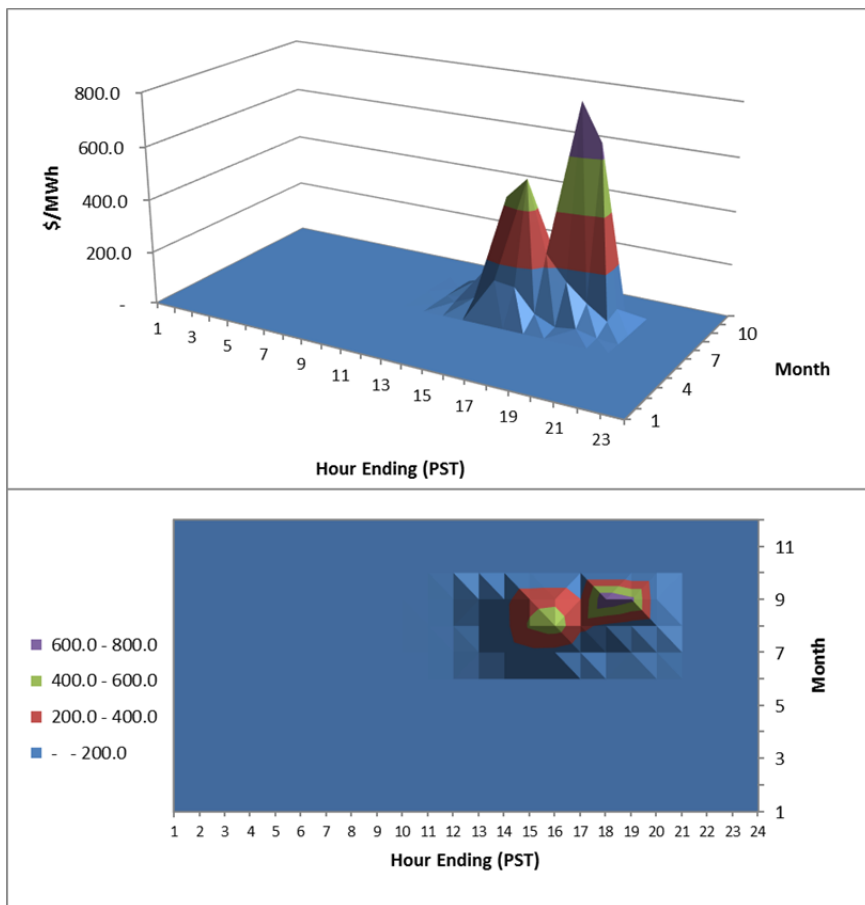 800.0
600.0
400.0
200.0
-
$/MWh
1 3 5 7 9 11 13 15 17 19 21 23
Hour Ending (PST)
1 4 7 10
Month
600.0 - 800.0
400.0 - 600.0
200.0 - 400.0
- - 200.0
11
9
7
5
3
1
Month
1 2 3 4 5 6 7 8 9 10 11 12 13 14 15 16 17 18 19 20 21 22 23 24
Hour Ending (PST)